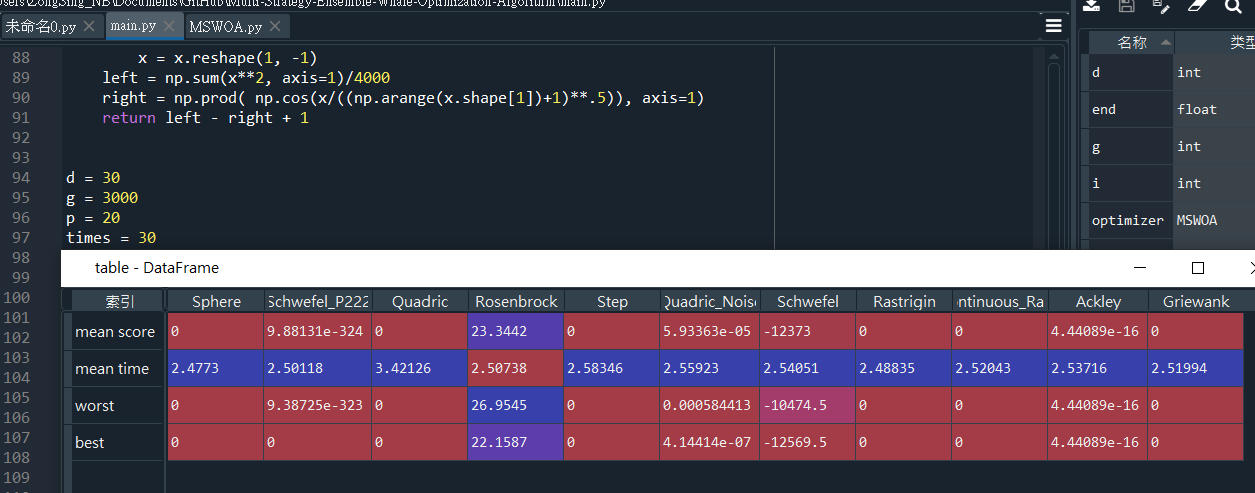 sers\ZongSing_NB\Documents\GitHub\Multi-Strategy-Ensemble-Whale-Optimization-Algorithm\main.py
未命名0.py main.py MSWOA.py
88 x = x.reshape(1, -1)
89 left = np.sum(x**2, axis=1)/4000
90 right = np.prod( np.cos(x/((np.arange(x.shape[1])+1)**.5)), axis=1)
91 return left - right + 1
92
93
94 d = 30
95 g = 3000
96 p = 20
97 times = 30
98
99
100
101
102
103
104
105
106
107
108
109
名称 类型
d int
end float
g int
i int
optimizer MSWOA
table - DataFrame
索引 Sphere Schwefel_P222 Quadric Rosenbrock Step Quadric_Noise Schwefel Rastrigin ntinuous_Ra Ackley Griewank
mean score 0 9.88131e-324 0 23.3442 0 5.93363e-05 -12373 0 0 4.44089e-16 0
mean time 2.4773 2.50118 3.42126 2.50738 2.58346 2.55923 2.54051 2.48835 2.52043 2.53716 2.51994
worst 0 9.38725e-323 0 26.9545 0 0.000584413 -10474.5 0 0 4.44089e-16 0
best 0 0 0 22.1587 0 4.14414e-07 -12569.5 0 0 4.44089e-16 0